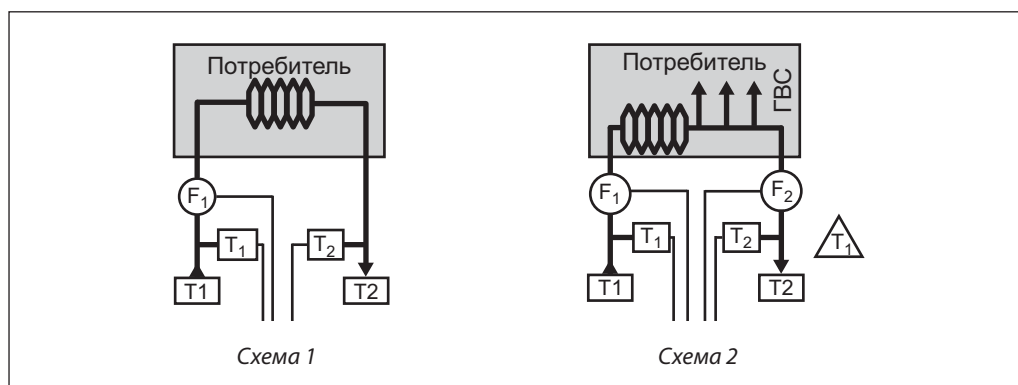 Потребитель
F₁
T₁
T₂
T1
T2
Схема 1
Потребитель
ГВС
F₁
F₂
T₁
T₂
T₁
T1
T2
Схема 2